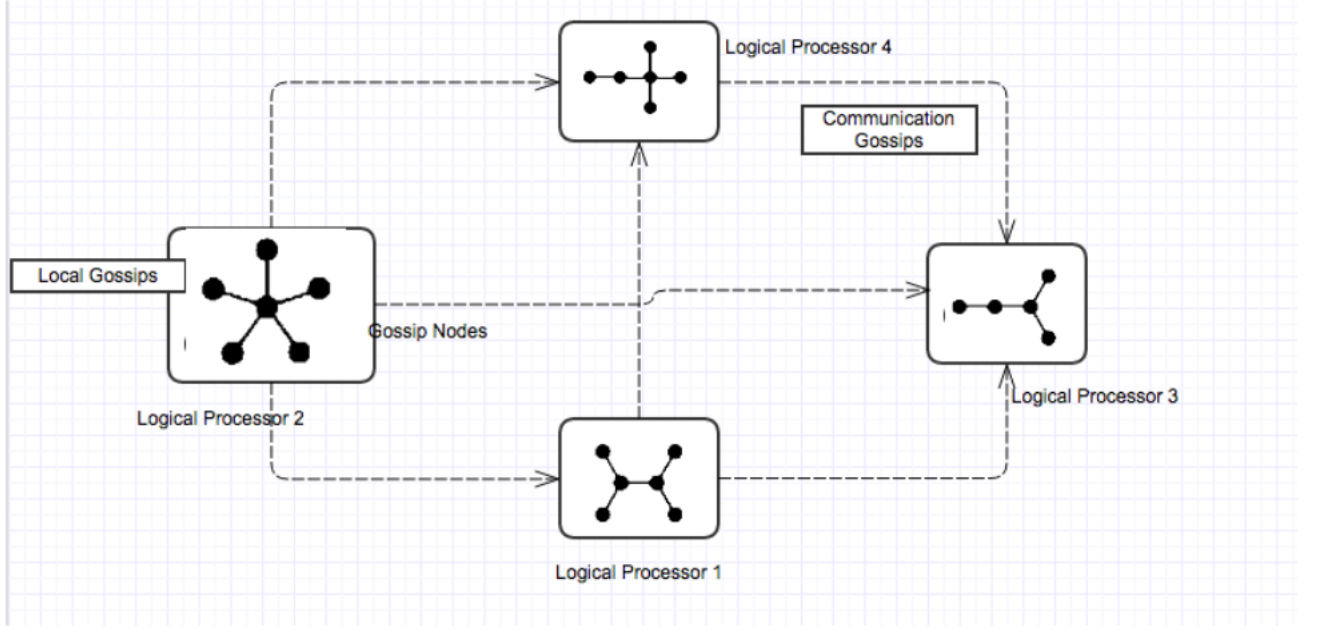 Logical Processor 4
Communication
Gossips
Local Gossips
Gossip Nodes
Logical Processor 3
Logical Processor 2
Logical Processor 1